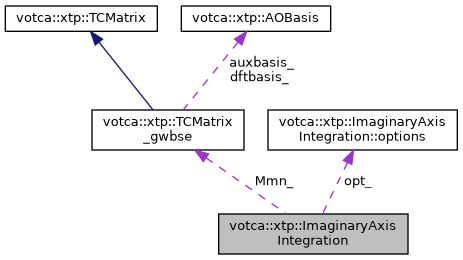 votca::xtp::TCMatrix
votca::xtp::AOBasis
auxbasis_
dftbasis_
votca::xtp::TCMatrix
_gwbse
votca::xtp::ImaginaryAxis
Integration::options
Mmn_
opt_
votca::xtp::ImaginaryAxis
Integration